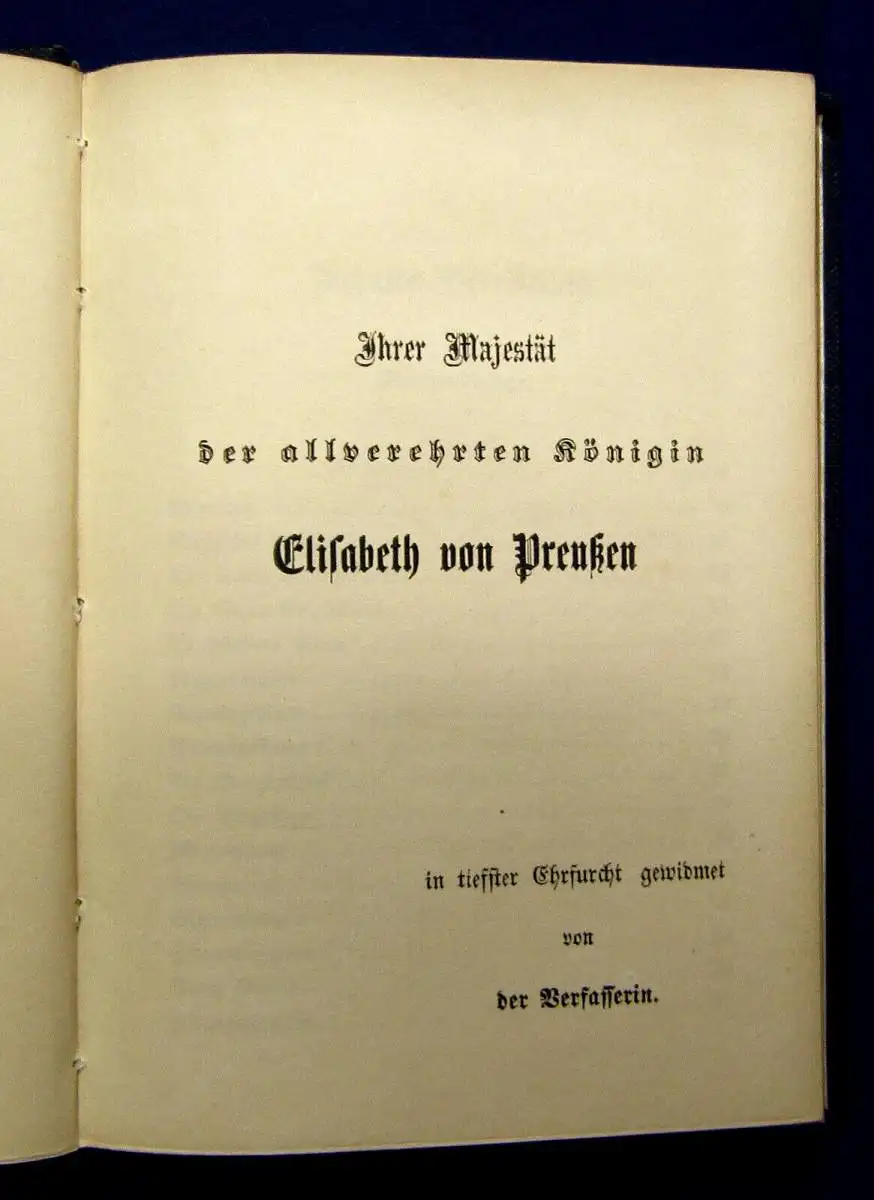 Ihrer Majestät
der allverehrten Königin
Elisabeth von Preußen
in tiefster Ehrfurcht gewidmet
von
der Verfasserin.